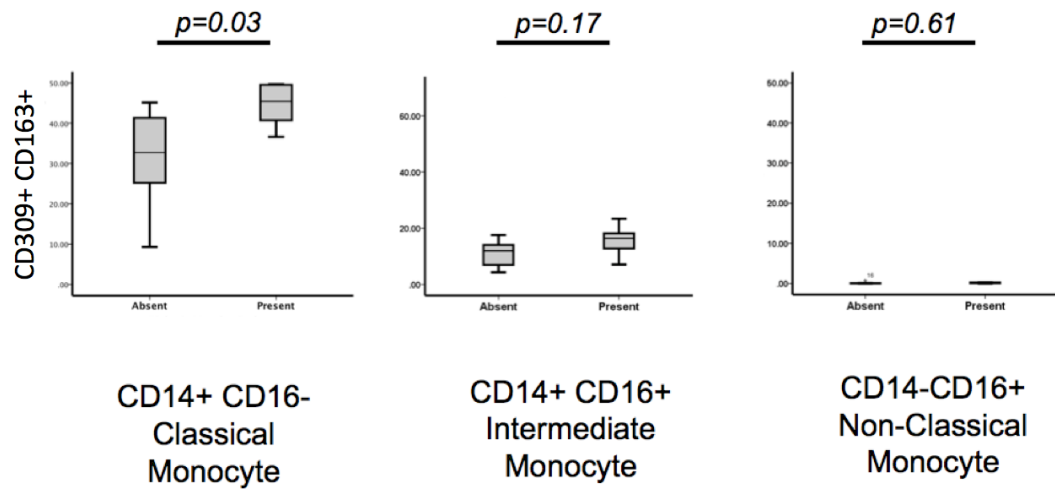 p=0.03
p=0.17
p=0.61
CD309+ CD163+
50.00
40.00
30.00
20.00
10.00
.00
Absent
Present
60.00
40.00
20.00
.00
Absent
Present
50.00
40.00
30.00
20.00
10.00
.00
16
Absent
Present
CD14+ CD16-
Classical
Monocyte
CD14+ CD16+
Intermediate
Monocyte
CD14-CD16+
Non-Classical
Monocyte